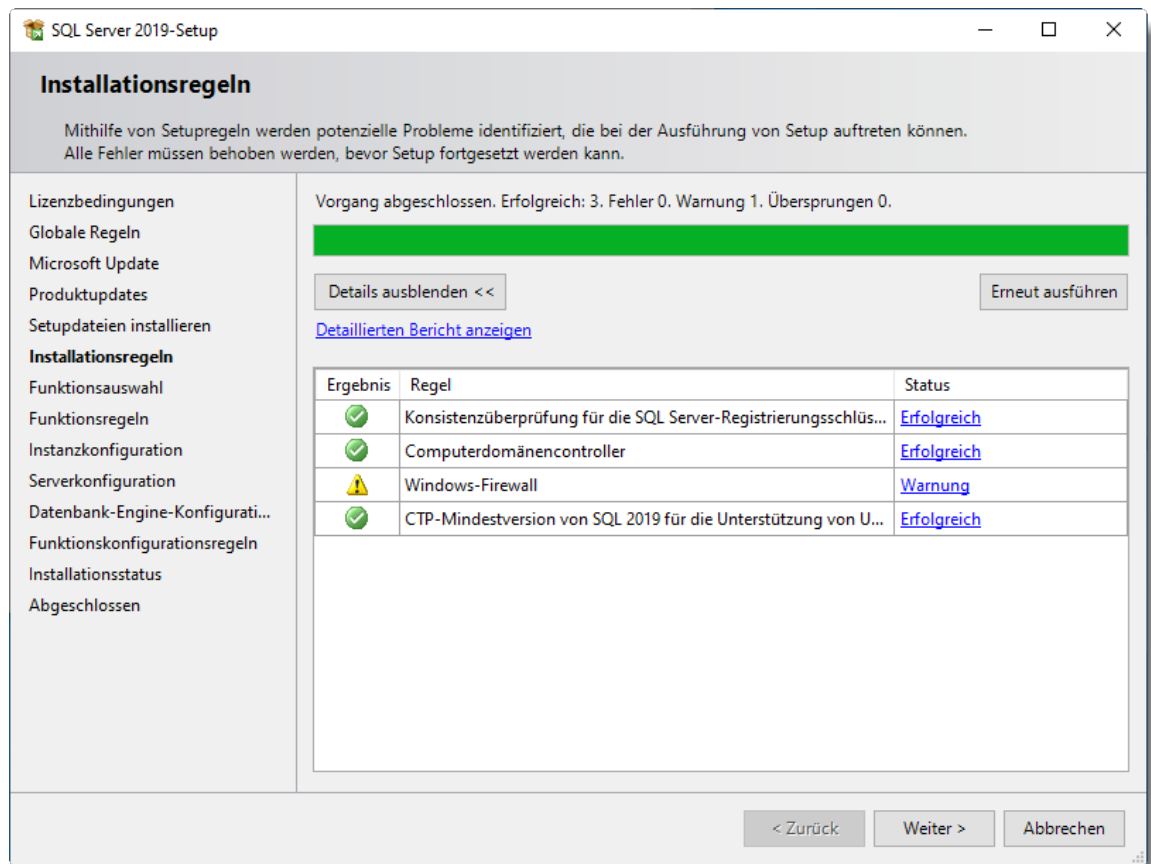 SQL Server 2019-Setup
Installationsregeln
Mithilfe von Setupregeln werden potenzielle Probleme identifiziert, die bei der Ausführung von Setup auftreten können.
Alle Fehler müssen behoben werden, bevor Setup fortgesetzt werden kann.
Lizenzbedingungen
Globale Regeln
Microsoft Update
Produktupdates
Setupdateien installieren
Installationsregeln
Funktionsauswahl
Funktionsregeln
Instanzkonfiguration
Serverkonfiguration
Datenbank-Engine-Konfigurati...
Funktionskonfigurationsregeln
Installationsstatus
Abgeschlossen
Vorgang abgeschlossen. Erfolgreich: 3. Fehler 0. Warnung 1. Übersprungen 0.
Details ausblenden << Erneut ausführen
Detaillierten Bericht anzeigen
Ergebnis Regel Status
Konsistenzüberprüfung für die SQL Server-Registrierungsschlüs... Erfolgreich
Computerdomänencontroller Erfolgreich
Windows-Firewall Warnung
CTP-Mindestversion von SQL 2019 für die Unterstützung von U... Erfolgreich
< Zurück Weiter > Abbrechen